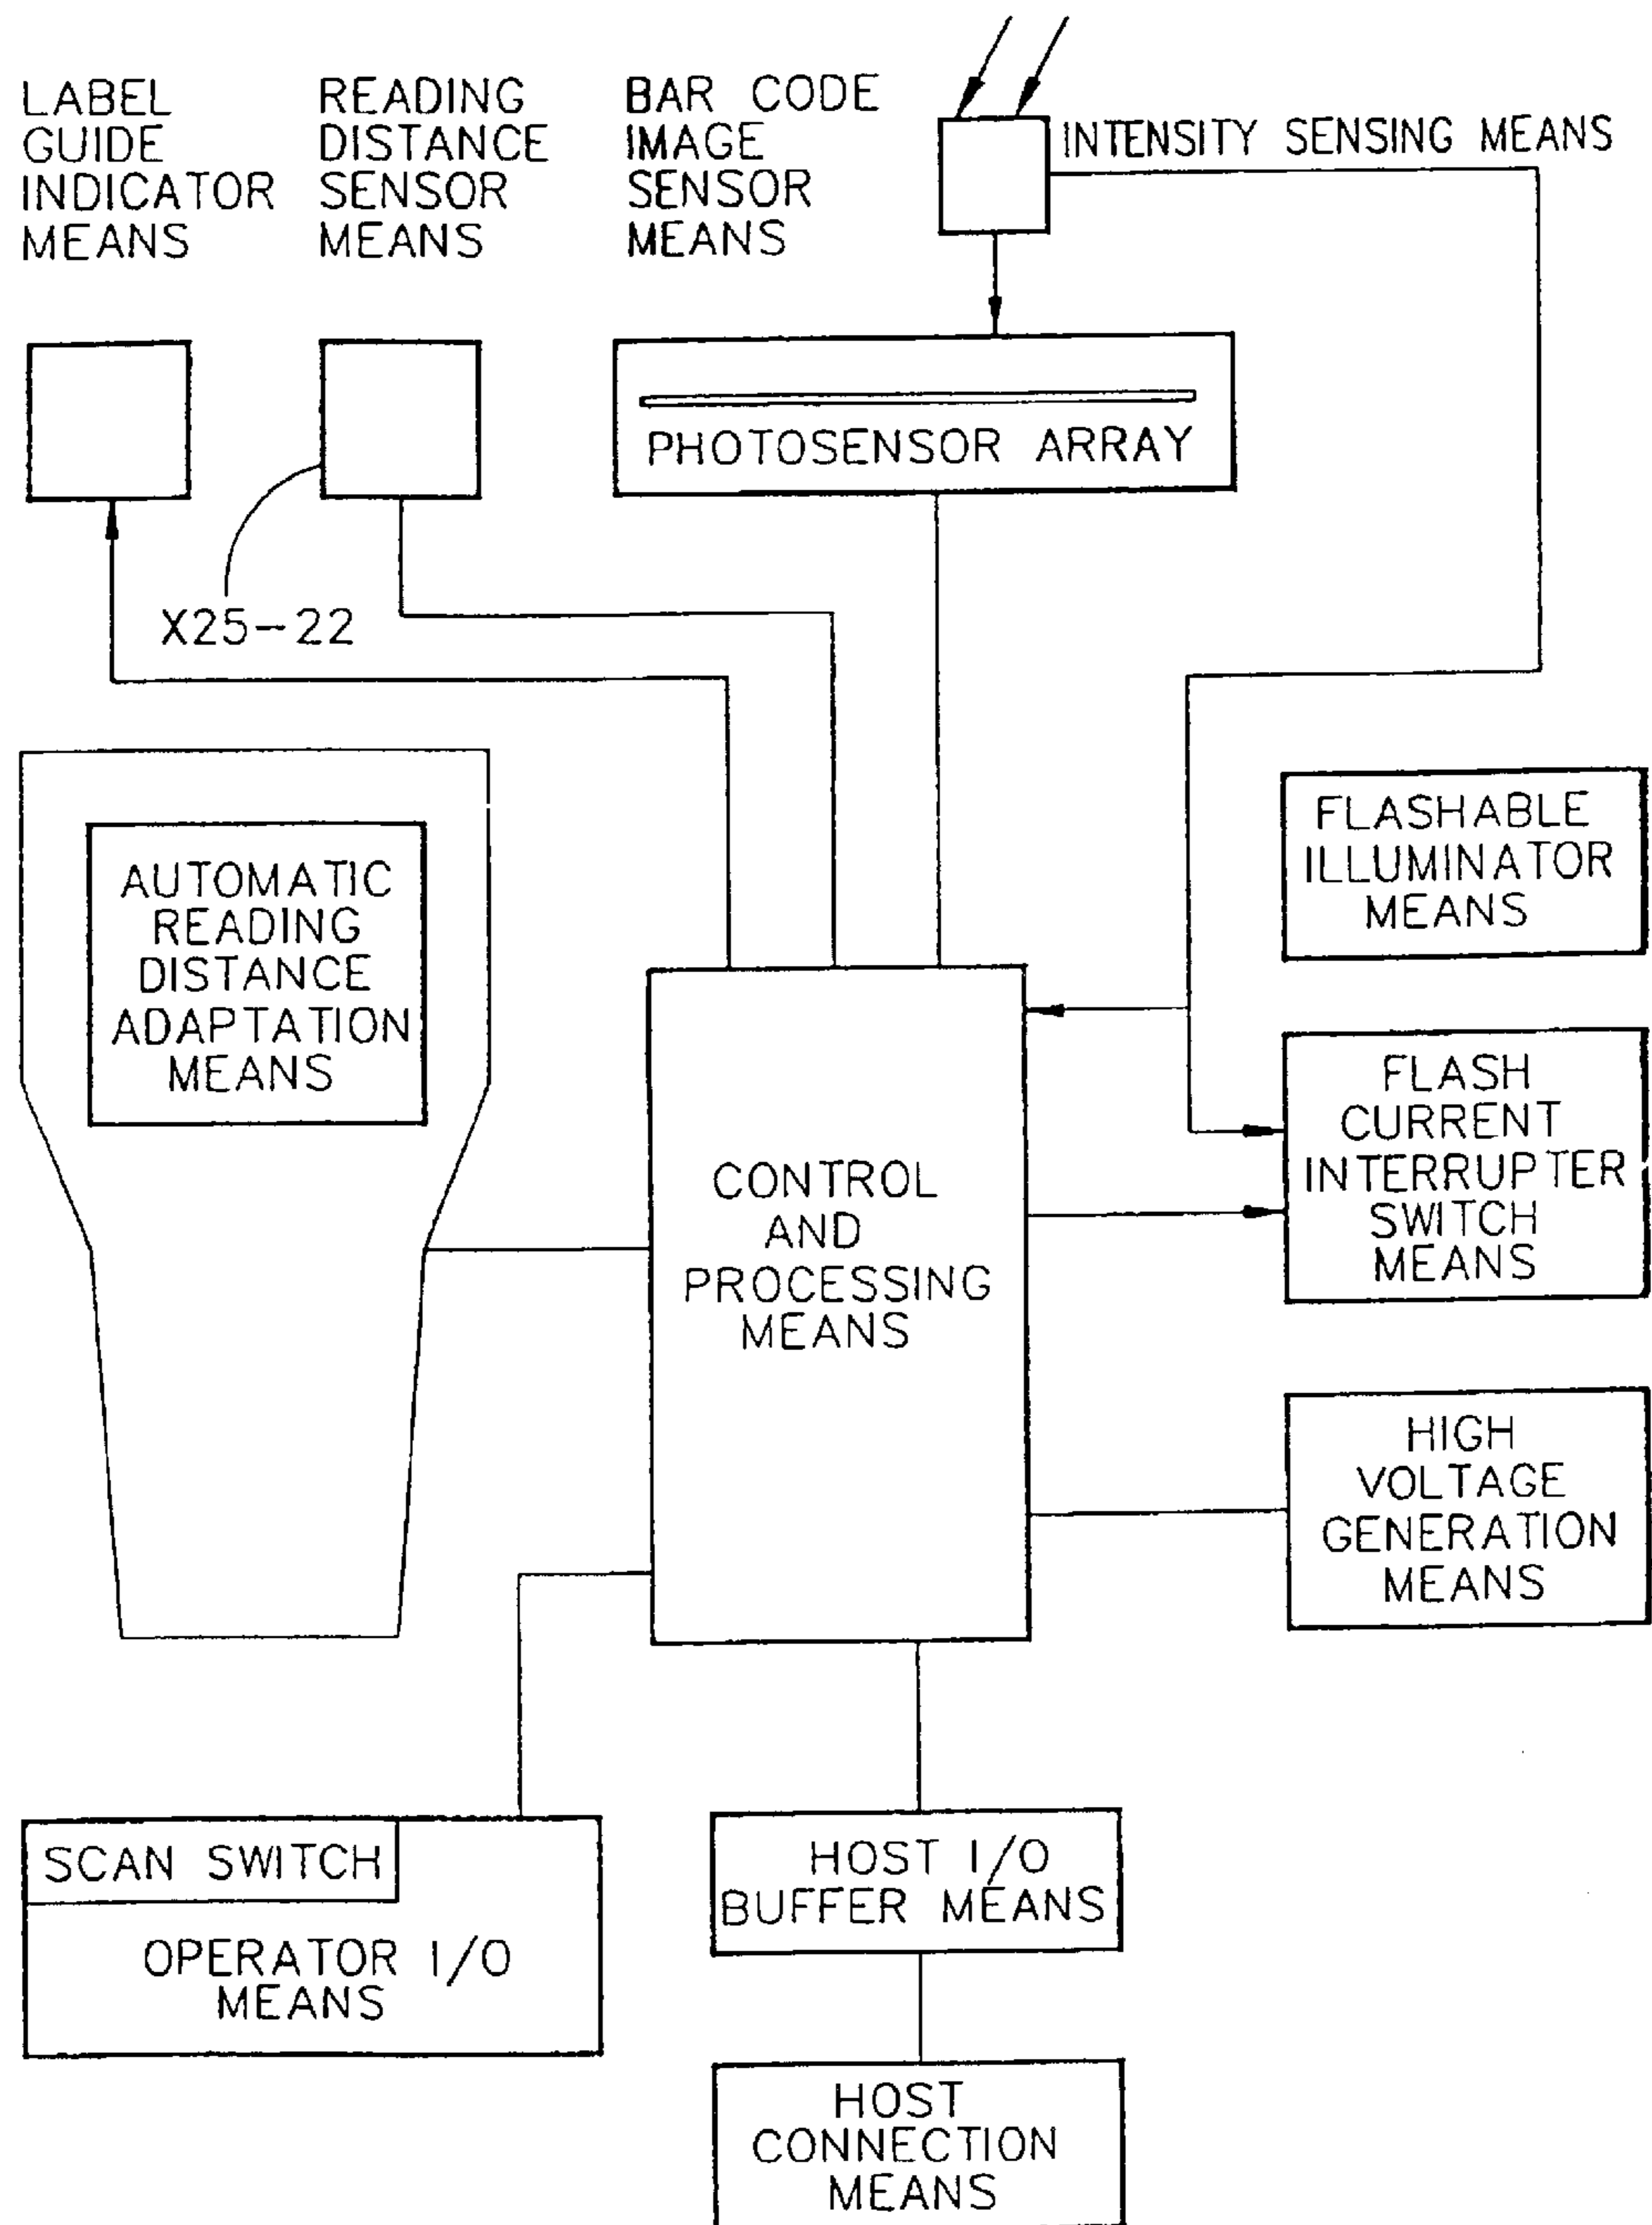 LABEL
GUIDE
INDICATOR
MEANS
READING
DISTANCE
SENSOR
MEANS
BAR CODE
IMAGE
SENSOR
MEANS
INTENSITY SENSING MEANS
PHOTOSENSOR ARRAY
X25-22
AUTOMATIC
READING
DISTANCE
ADAPTATION
MEANS
FLASHABLE
ILLUMINATOR
MEANS
CONTROL
AND
PROCESSING
MEANS
FLASH
CURRENT
INTERRUPTER
SWITCH
MEANS
HIGH
VOLTAGE
GENERATION
MEANS
SCAN SWITCH
OPERATOR I/O
MEANS
HOST I/O
BUFFER MEANS
HOST
CONNECTION
MEANS